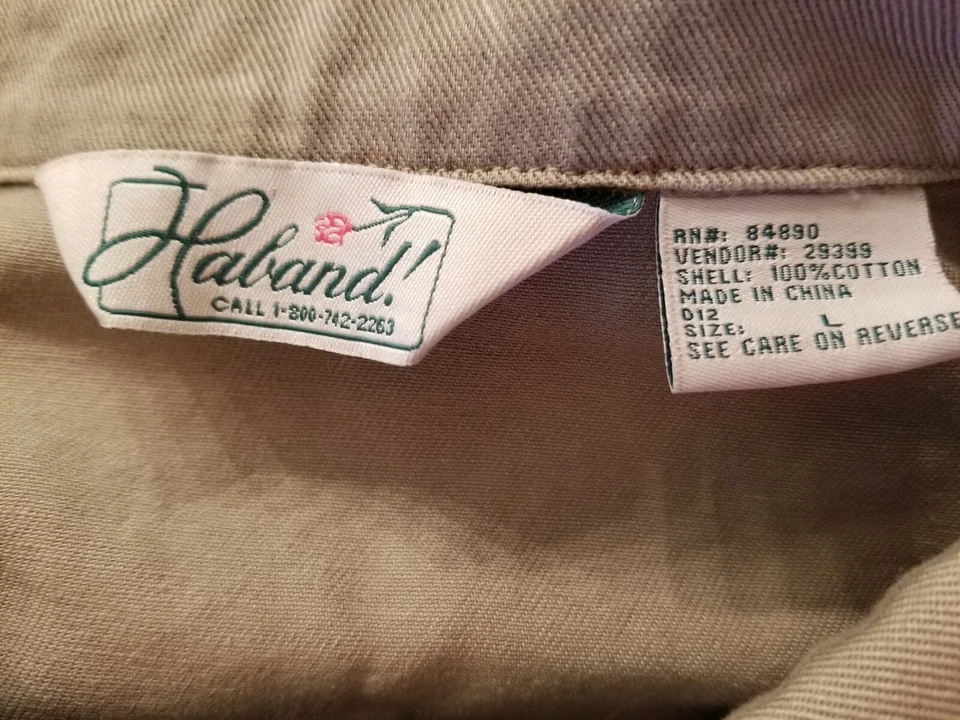 Haband!
CALL 1-800-742-2263
RN#: 84890
VENDOR#: 29399
SHELL: 100%COTTON
MADE IN CHINA
D12
SIZE: L
SEE CARE ON REVERSE